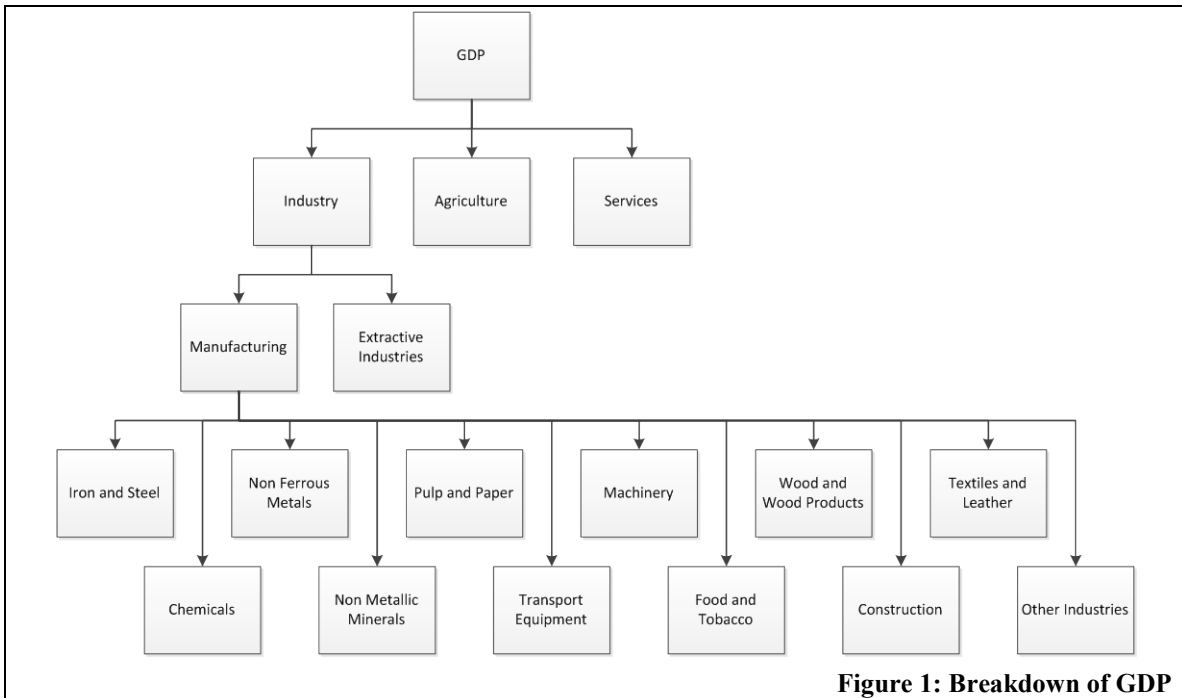 GDP
Industry
Agriculture
Services
Manufacturing
Extractive
Industries
Iron and Steel
Non Ferrous
Metals
Pulp and Paper
Machinery
Wood and
Wood Products
Textiles and
Leather
Chemicals
Non Metallic
Minerals
Transport
Equipment
Food and
Tobacco
Construction
Other Industries
Figure 1: Breakdown of GDP